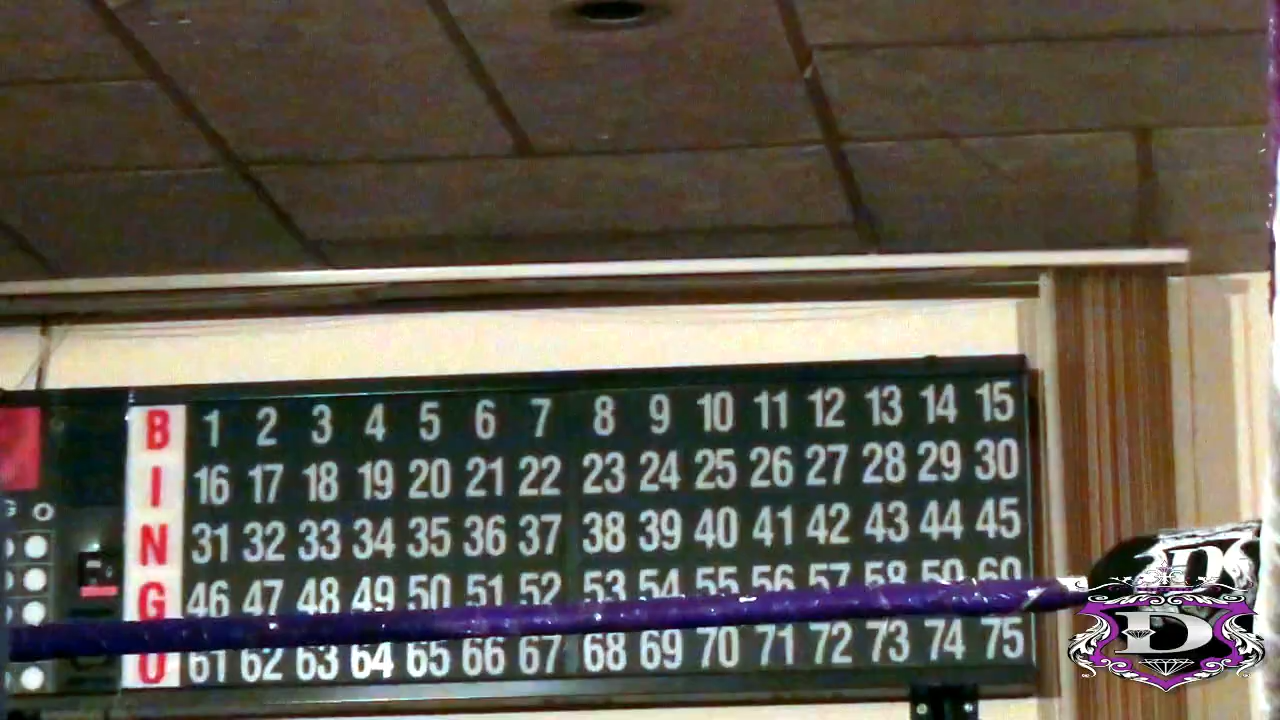 B 1 2 3 4 5 6 7 8 9 10 11 12 13 14 15
I 16 17 18 19 20 21 22 23 24 25 26 27 28 29 30
N 31 32 33 34 35 36 37 38 39 40 41 42 43 44 45
G 46 47 48 49 50 51 52 53 54 55 56 57 58 59 60
O 61 62 63 64 65 66 67 68 69 70 71 72 73 74 75
G O
D
D